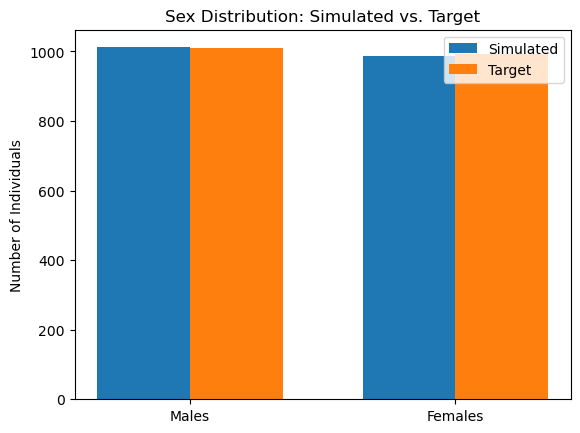 Sex Distribution: Simulated vs. Target
Simulated
Target
Number of Individuals
1000
800
600
400
200
0
Males
Females